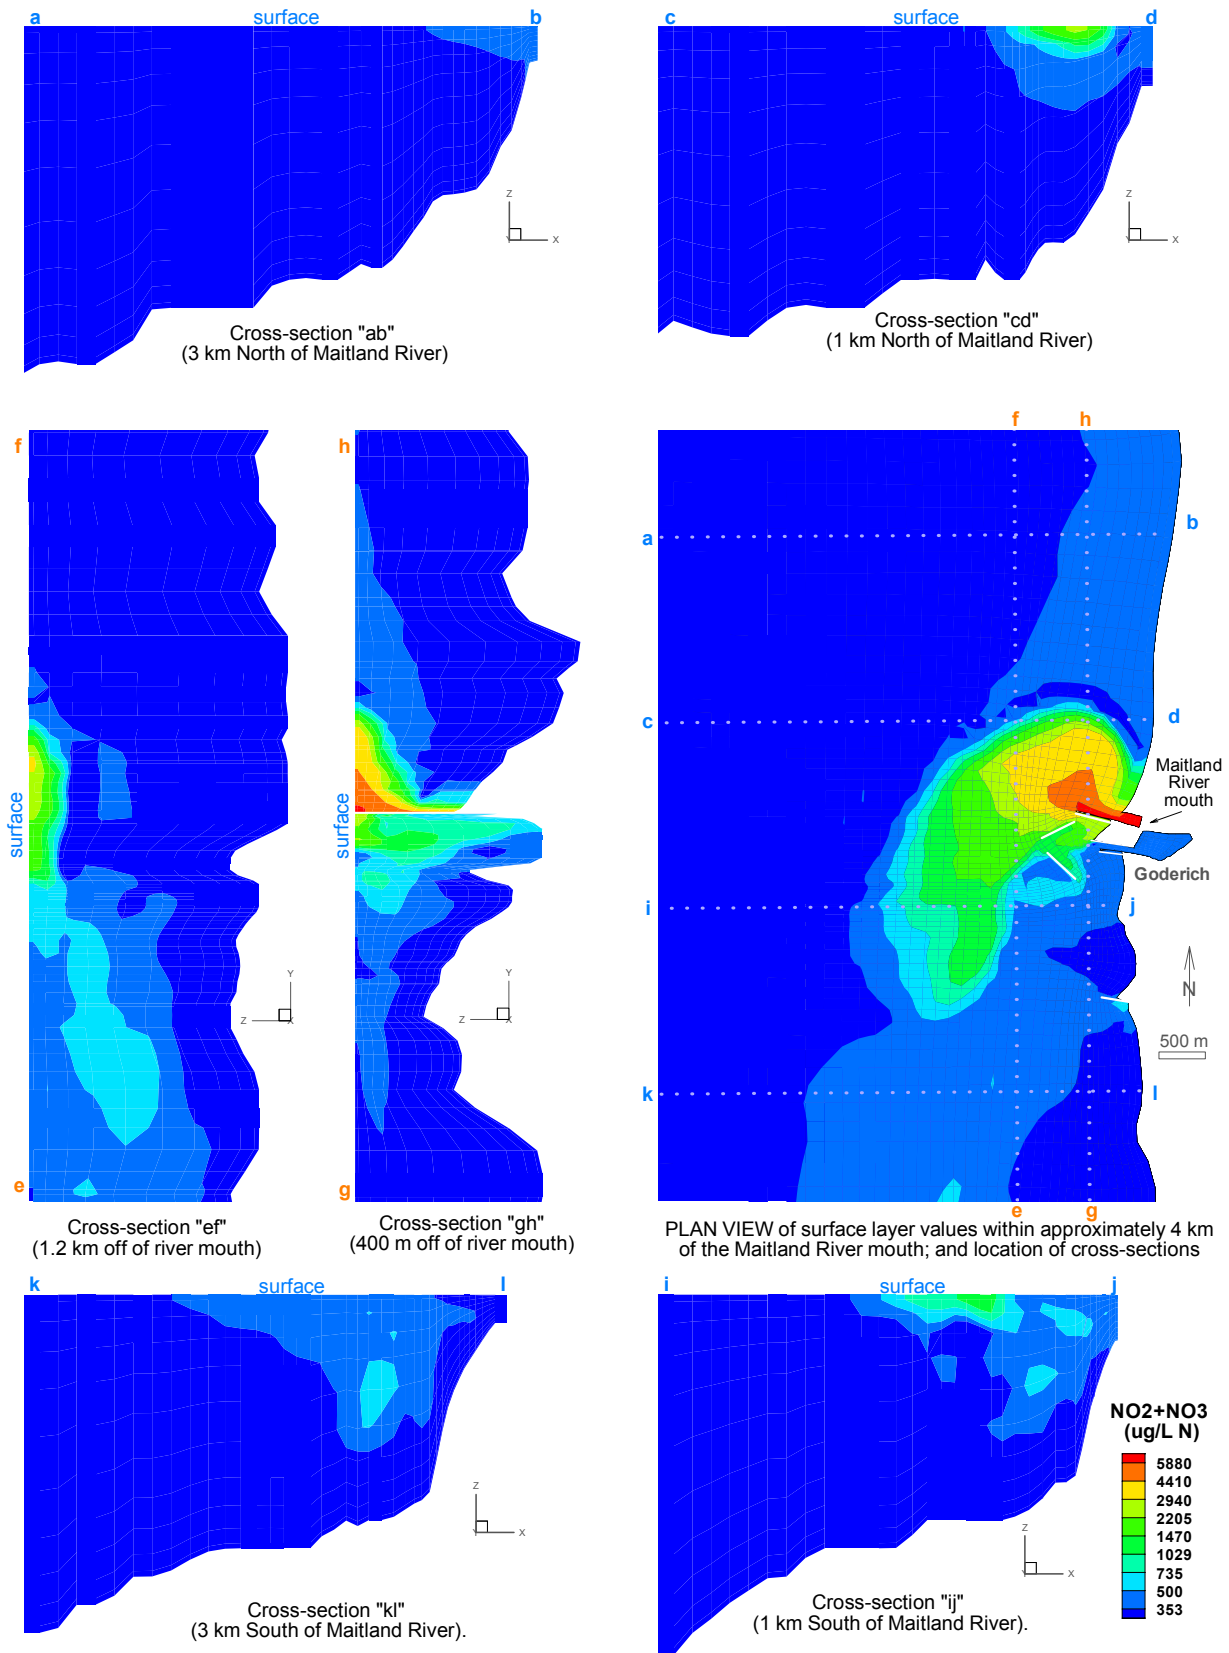 a
surface
b
Z
Y
X
Cross-section "ab"
(3 km North of Maitland River)
c
surface
d
Z
Y
X
Cross-section "cd"
(1 km North of Maitland River)
f
surface
Y
Z
X
e
Cross-section "ef"
(1.2 km off of river mouth)
h
surface
Y
Z
X
g
Cross-section "gh"
(400 m off of river mouth)
f
h
a
b
c
d
Maitland
River
mouth
Goderich
i
j
N
500 m
k
l
e
g
PLAN VIEW of surface layer values within approximately 4 km
of the Maitland River mouth; and location of cross-sections
k
surface
l
Z
Y
X
Cross-section "kl"
(3 km South of Maitland River).
i
surface
j
Z
Y
X
Cross-section "ij"
(1 km South of Maitland River).
NO2+NO3
(ug/L N)
5880
4410
2940
2205
1470
1029
735
500
353